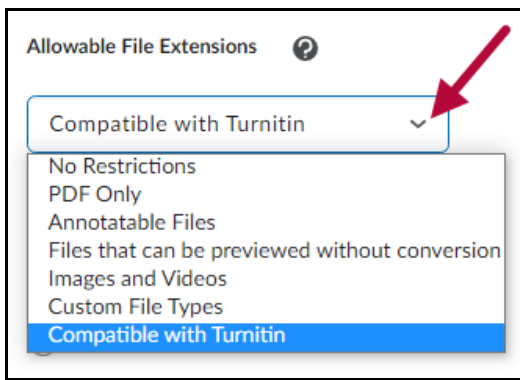 Allowable File Extensions
Compatible with Turnitin
No Restrictions
PDF Only
Annotatable Files
Files that can be previewed without conversion
Images and Videos
Custom File Types
Compatible with Turnitin